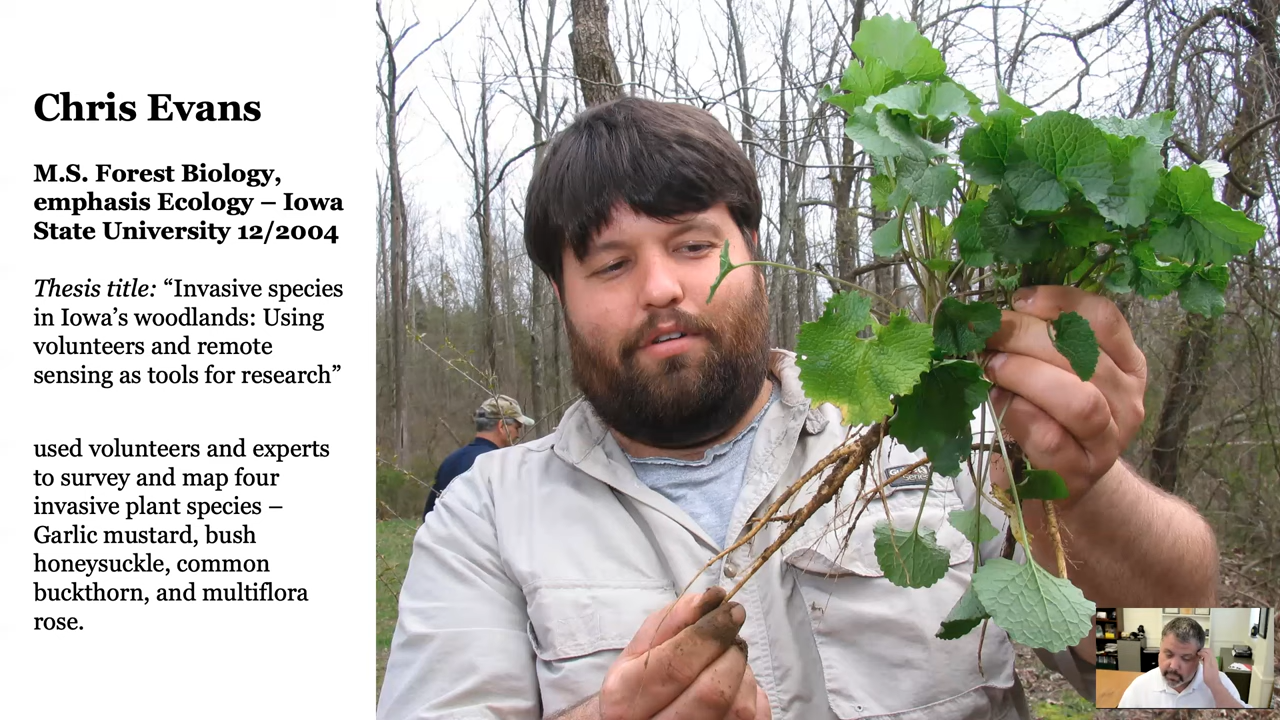 Chris Evans
M.S. Forest Biology,
emphasis Ecology – Iowa
State University 12/2004
Thesis title: “Invasive species
in Iowa’s woodlands: Using
volunteers and remote
sensing as tools for research”
used volunteers and experts
to survey and map four
invasive plant species –
Garlic mustard, bush
honeysuckle, common
buckthorn, and multiflora
rose.